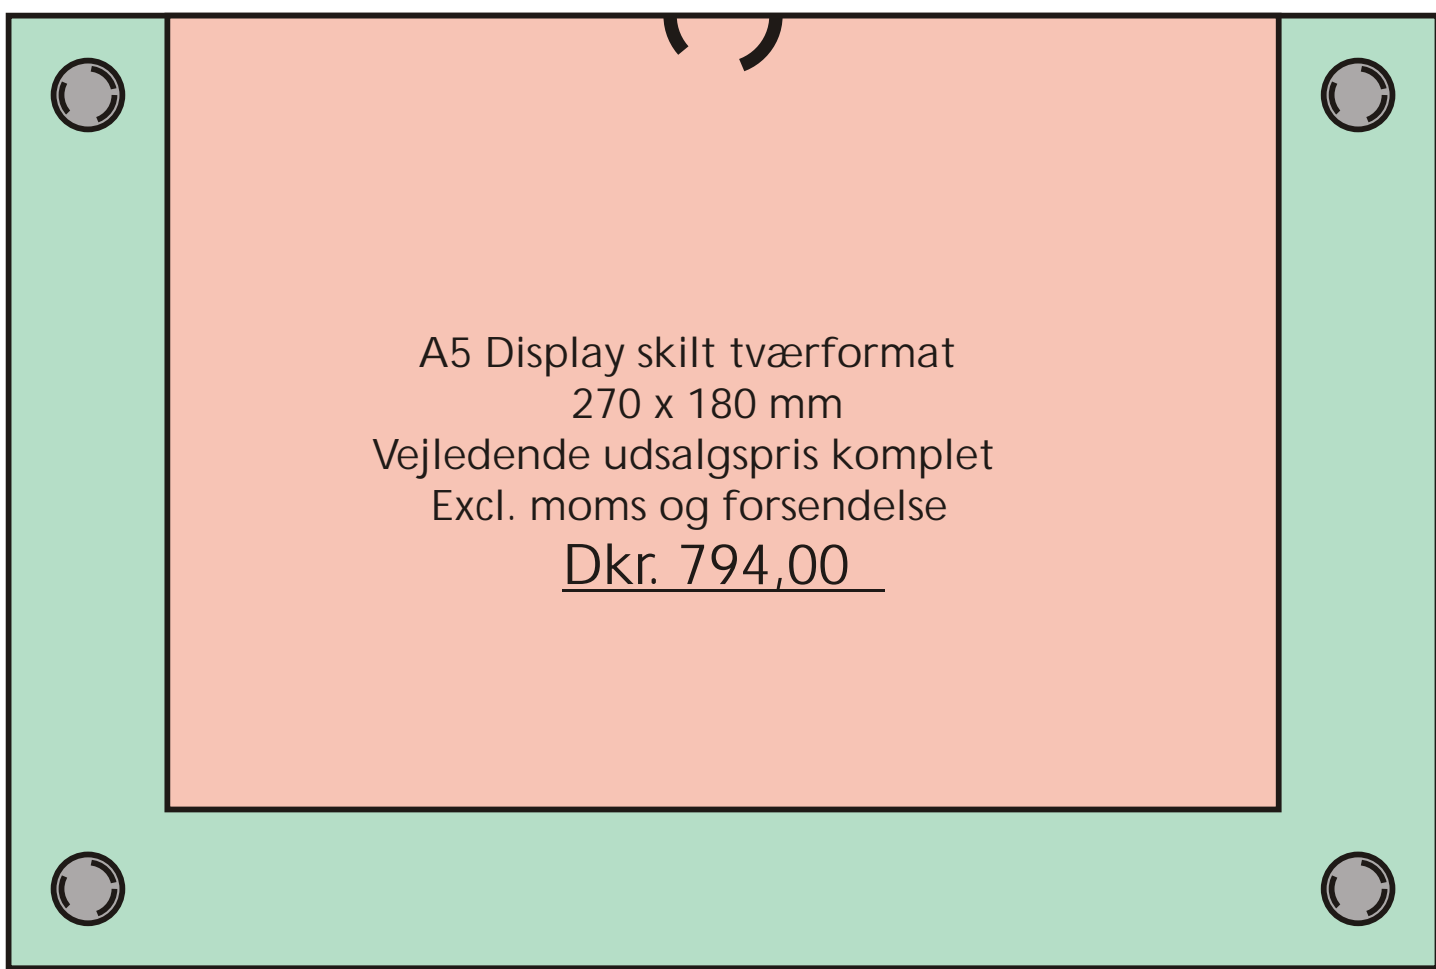 A5 Display skilt tværformat
270 x 180 mm
Vejledende udsalgspris komplet
Excl. moms og forsendelse
Dkr. 794,00